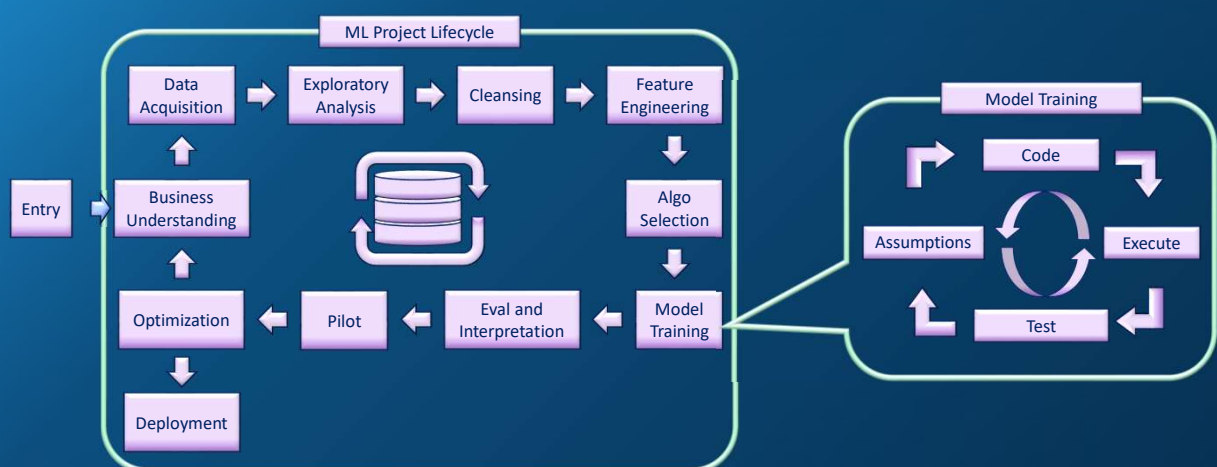 ML Project Lifecycle
Data
Acquisition
Exploratory
Analysis
Cleansing
Feature
Engineering
Entry
Business
Understanding
Algo
Selection
Optimization
Pilot
Eval and
Interpretation
Model
Training
Deployment
Model Training
Code
Assumptions
Execute
Test